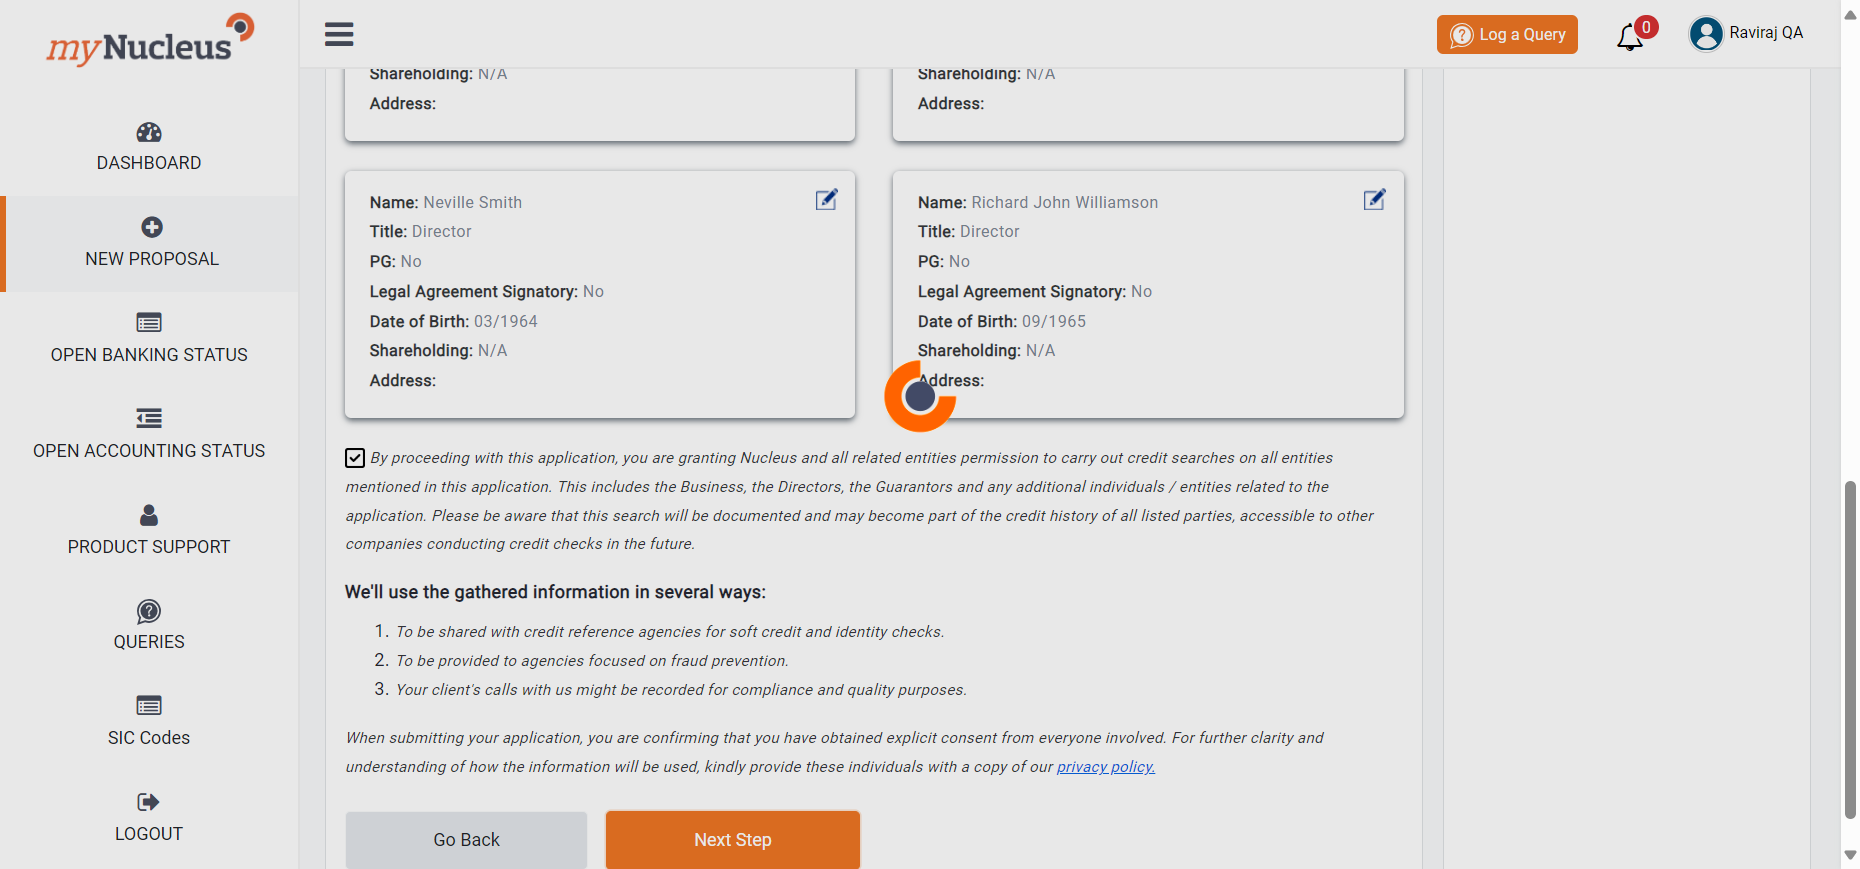 myNucleus
Log a Query
0
Raviraj QA
DASHBOARD
NEW PROPOSAL
OPEN BANKING STATUS
OPEN ACCOUNTING STATUS
PRODUCT SUPPORT
QUERIES
SIC Codes
LOGOUT
Shareholding: N/A
Address:
Shareholding: N/A
Address:
Name: Neville Smith
Title: Director
PG: No
Legal Agreement Signatory: No
Date of Birth: 03/1964
Shareholding: N/A
Address:
Name: Richard John Williamson
Title: Director
PG: No
Legal Agreement Signatory: No
Date of Birth: 09/1965
Shareholding: N/A
Address:
By proceeding with this application, you are granting Nucleus and all related entities permission to carry out credit searches on all entities
mentioned in this application. This includes the Business, the Directors, the Guarantors and any additional individuals / entities related to the
application. Please be aware that this search will be documented and may become part of the credit history of all listed parties, accessible to other
companies conducting credit checks in the future.
We'll use the gathered information in several ways:
1. To be shared with credit reference agencies for soft credit and identity checks.
2. To be provided to agencies focused on fraud prevention.
3. Your client's calls with us might be recorded for compliance and quality purposes.
When submitting your application, you are confirming that you have obtained explicit consent from everyone involved. For further clarity and
understanding of how the information will be used, kindly provide these individuals with a copy of our privacy policy.
Go Back
Next Step